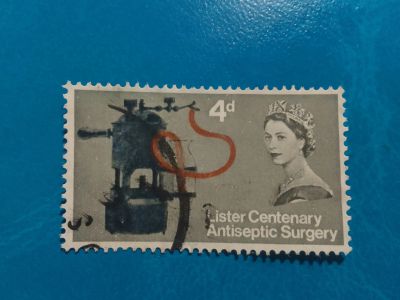 4d
Lister Centenary
Antiseptic Surgery